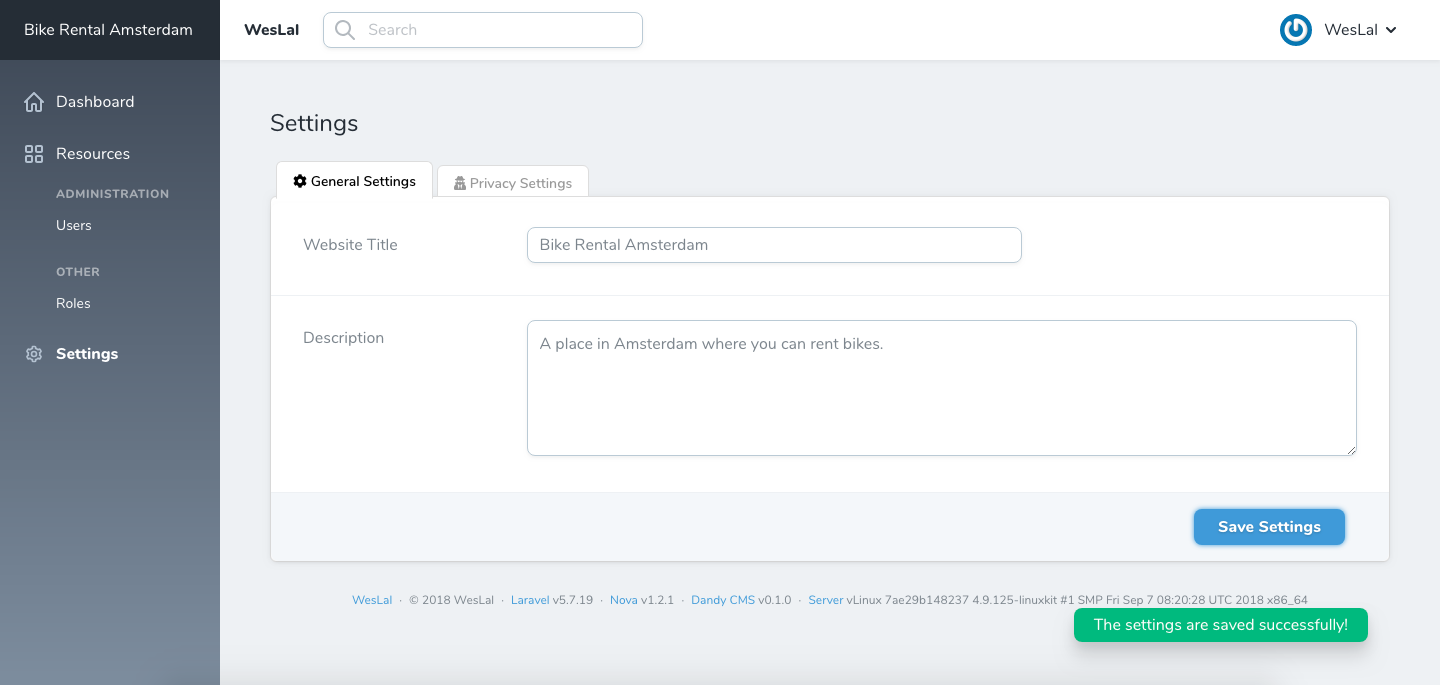 Bike Rental Amsterdam
WesLal
Search
WesLal
Dashboard
Resources
ADMINISTRATION
Users
OTHER
Roles
Settings
Settings
General Settings
Privacy Settings
Website Title
Bike Rental Amsterdam
Description
A place in Amsterdam where you can rent bikes.
Save Settings
WesLal · © 2018 WesLal · Laravel v5.7.19 · Nova v1.2.1 · Dandy CMS v0.1.0 · Server vLinux 7ae29b148237 4.9.125-linuxkit #1 SMP Fri Sep 7 08:20:28 UTC 2018 x86_64
The settings are saved successfully!